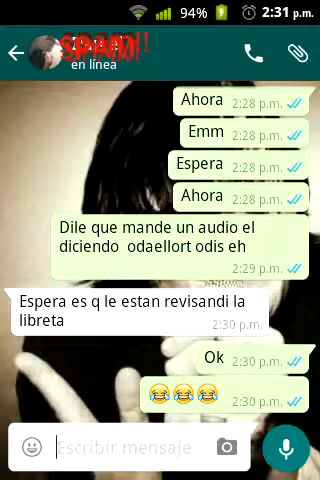 94% 2:31 p.m.
SPAM!!
en línea
Ahora 2:28 p.m.
Emm 2:28 p.m.
Espera 2:28 p.m.
Ahora 2:28 p.m.
Dile que mande un audio el
diciendo odaellort odis eh
2:29 p.m.
Espera es q le estan revisandi la
libreta
2:30 p.m.
Ok 2:30 p.m.
😂😂😂 2:30 p.m.
Escribir mensaje